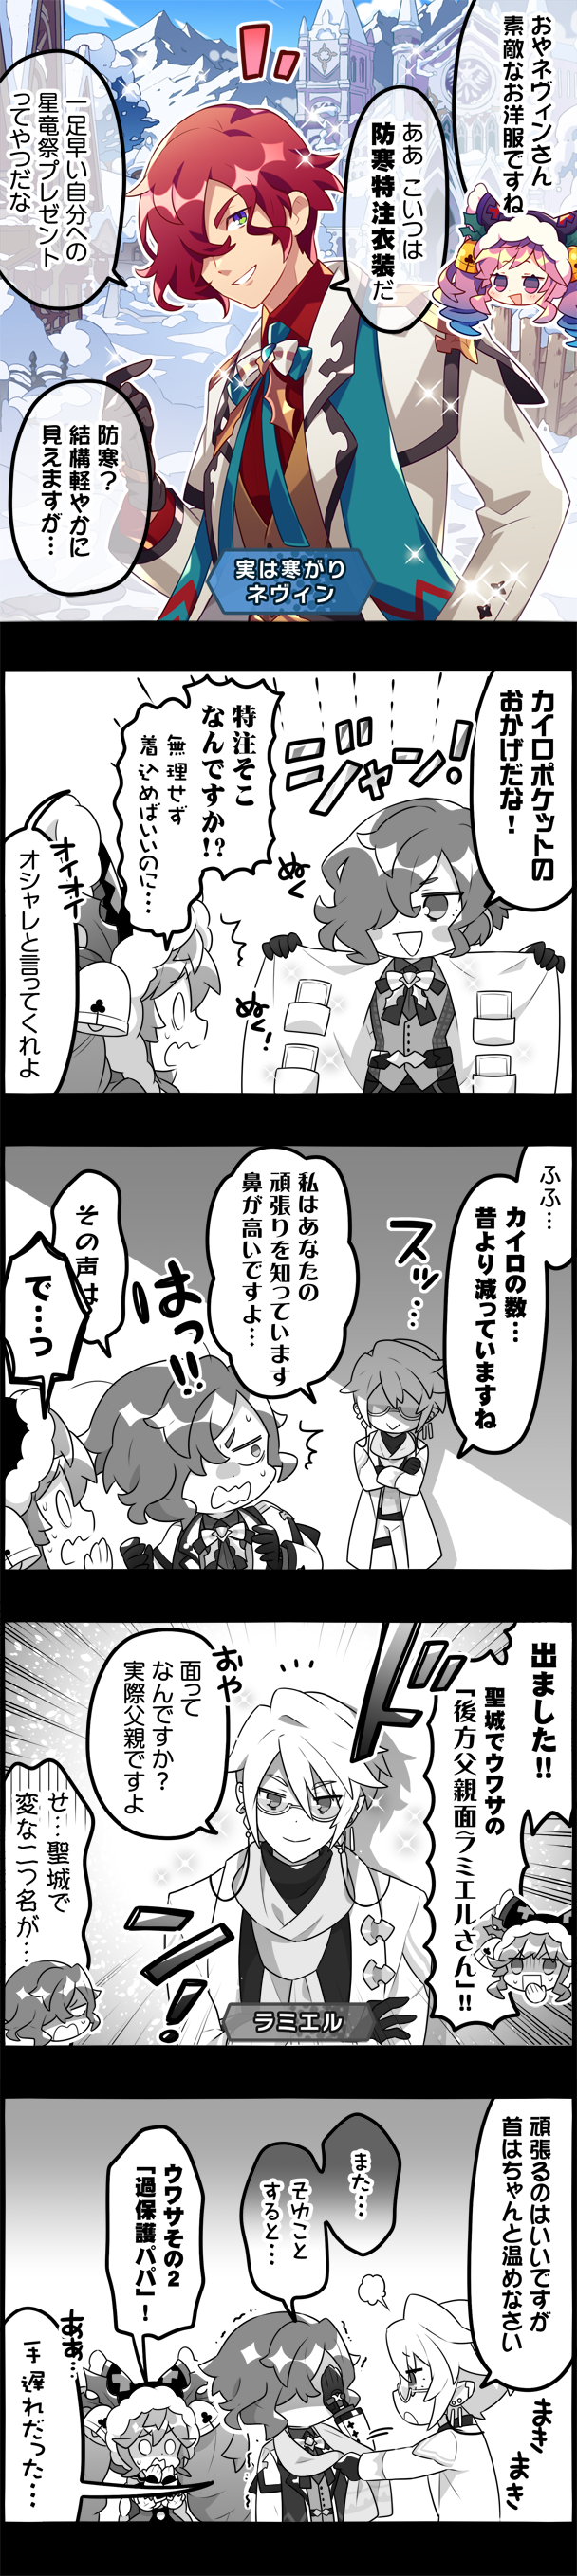 おやネヴィンさん
素敵なお洋服ですね
ああ こいつは
防寒特注衣装だ
一足早い自分への
星竜祭プレゼント
ってやつだな
防寒?
結構軽やかに
見えますが…
実は寒がり
ネヴィン
カイロポケットの
おかげだな!
ジャン!
特注そこ
なんですか!?
無理せず
着込めばいいのに…
ぬく
ぬく!
オイオイ
オシャレと言ってくれよ
ふふ…
カイロの数…
昔より減っていますね
スッ…
私はあなたの
頑張りを知っています
鼻が高いですよ…
はっ!!
その声は
で…っ
出ました!!
聖城でウワサの
『後方父親面ラミエルさん』!!
ドドン!
おや
面って
なんですか?
実際父親ですよ
せ…聖城で
変な二つ名が…
ラミエル
頑張るのはいいですが
首はちゃんと温めなさい
まき
まき
また…
そゆこと
すると…
ウワサその2
「過保護パパ」!
ああ…
手遅れだった…